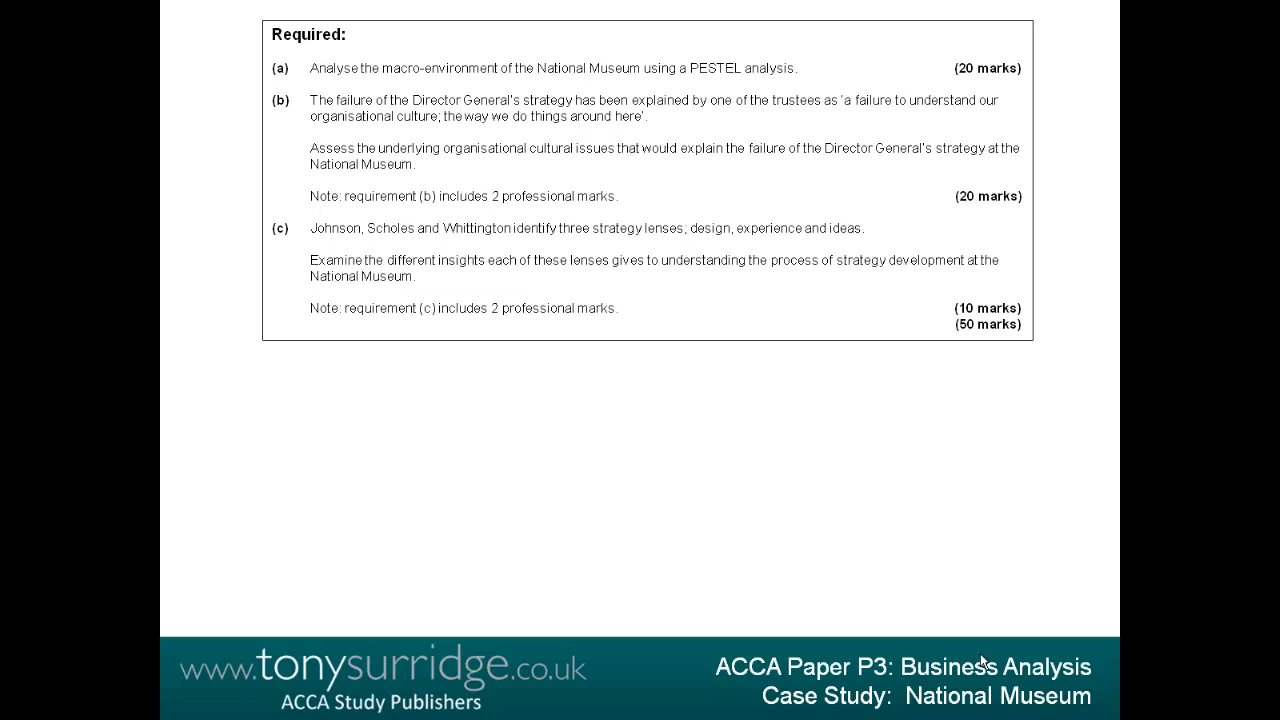 Required:
(a) Analyse the macro-environment of the National Museum using a PESTEL analysis. (20 marks)
(b) The failure of the Director General's strategy has been explained by one of the trustees as 'a failure to understand our
organisational culture; the way we do things around here'.
Assess the underlying organisational cultural issues that would explain the failure of the Director General's strategy at the
National Museum.
Note: requirement (b) includes 2 professional marks. (20 marks)
(c) Johnson, Scholes and Whittington identify three strategy lenses; design, experience and ideas.
Examine the different insights each of these lenses gives to understanding the process of strategy development at the
National Museum.
Note: requirement (c) includes 2 professional marks. (10 marks)
(50 marks)
www.tonysurridge.co.uk
ACCA Study Publishers
ACCA Paper P3: Business Analysis
Case Study: National Museum